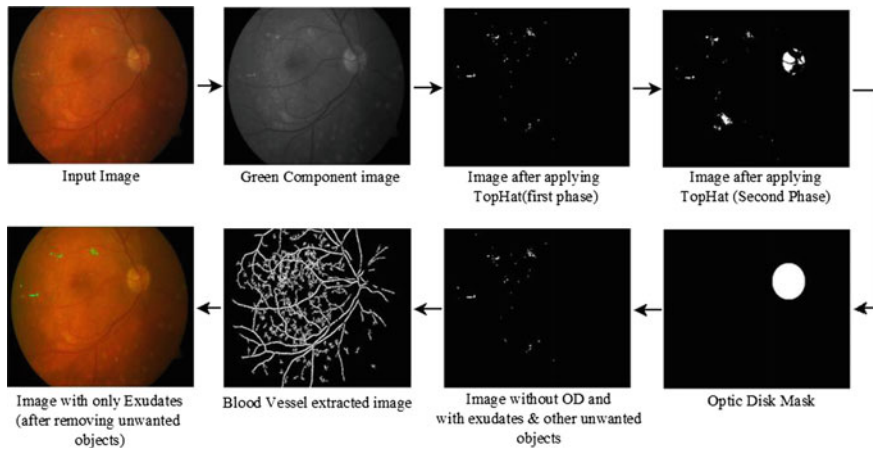 Input Image
Green Component image
Image after applying
TopHat(first phase)
Image after applying
TopHat (Second Phase)
Image with only Exudates
(after removing unwanted
objects)
Blood Vessel extracted image
Image without OD and
with exudates & other unwanted
objects
Optic Disk Mask